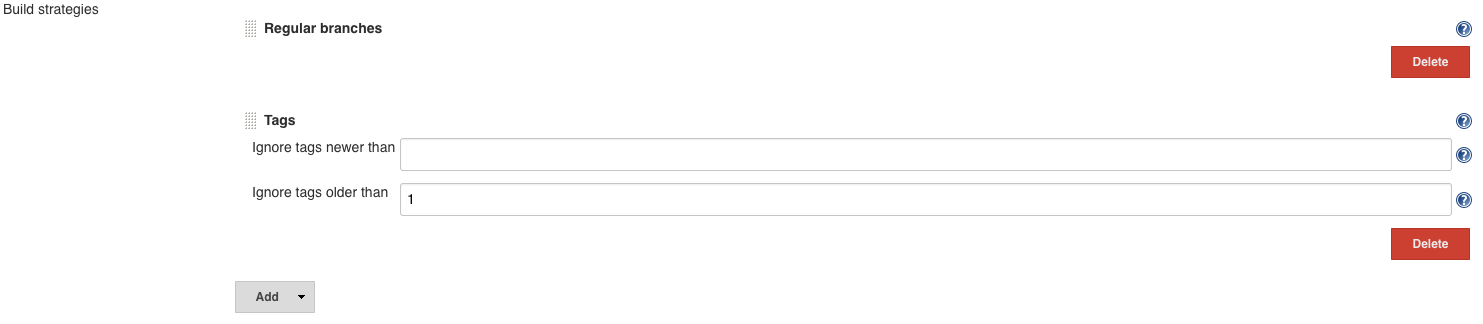 Build strategies
Regular branches
?
Delete
Tags
?
Ignore tags newer than
?
Ignore tags older than 1
?
Delete
Add